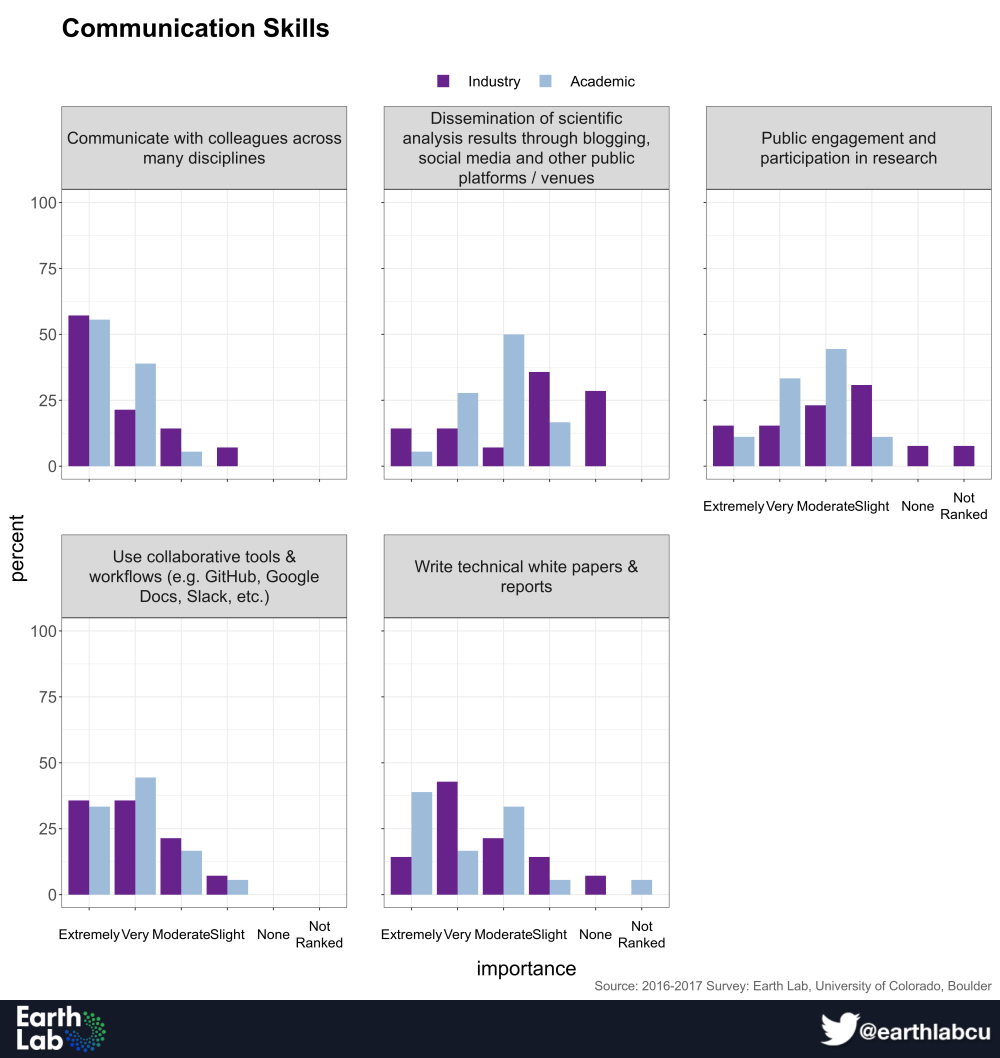 Communication Skills
Industry Academic
Communicate with colleagues across
many disciplines
Dissemination of scientific
analysis results through blogging,
social media and other public
platforms / venues
Public engagement and
participation in research
100
75
50
25
0
Extremely Very Moderate Slight None Not
Ranked
percent
Use collaborative tools &
workflows (e.g. GitHub, Google
Docs, Slack, etc.)
Write technical white papers &
reports
100
75
50
25
0
Extremely Very Moderate Slight None Not
Ranked
Extremely Very Moderate Slight None Not
Ranked
importance
Source: 2016-2017 Survey: Earth Lab, University of Colorado, Boulder
Earth
Lab
@earthlabcu